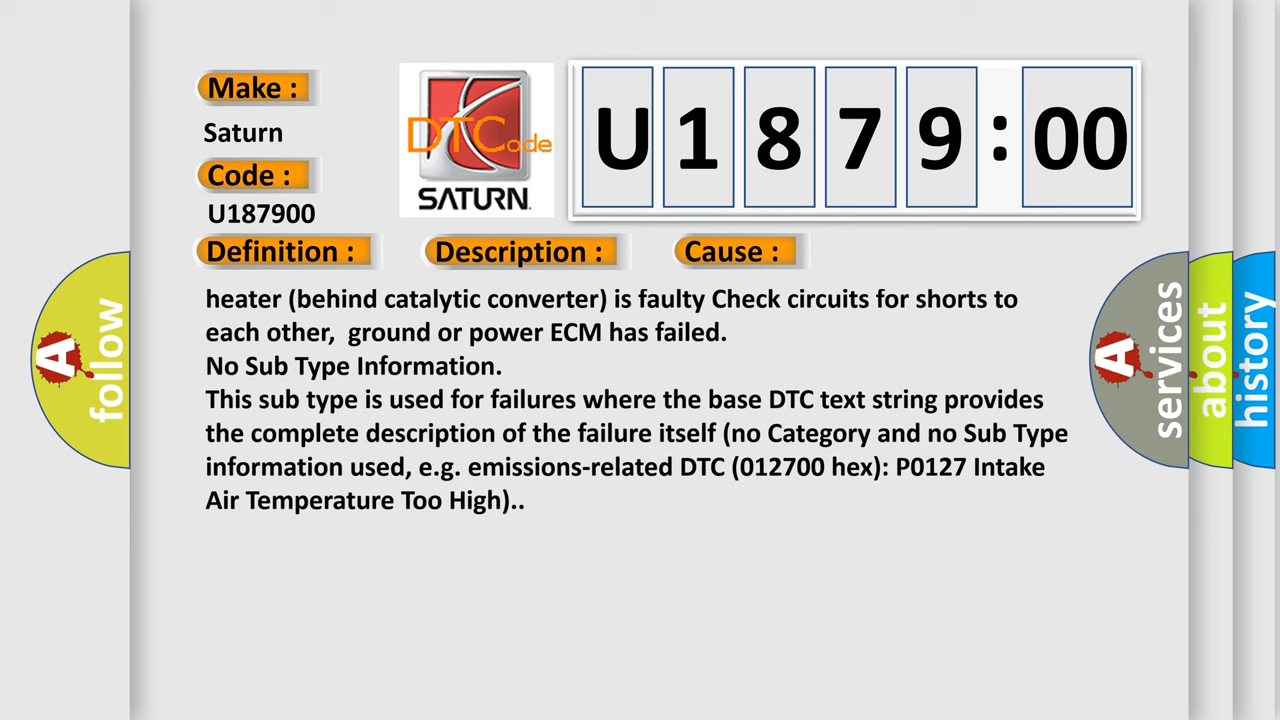 Make :
Saturn
Code :
U187900
DTCode
SATURN
U1879:00
Definition :
Description :
Cause :
heater (behind catalytic converter) is faulty Check circuits for shorts to
each other,  ground or power ECM has failed.
No Sub Type Information.
This sub type is used for failures where the base DTC text string provides
the complete description of the failure itself (no Category and no Sub Type
information used, e.g. emissions-related DTC (012700 hex): P0127 Intake
Air Temperature Too High)..
A follow
A services
about
history